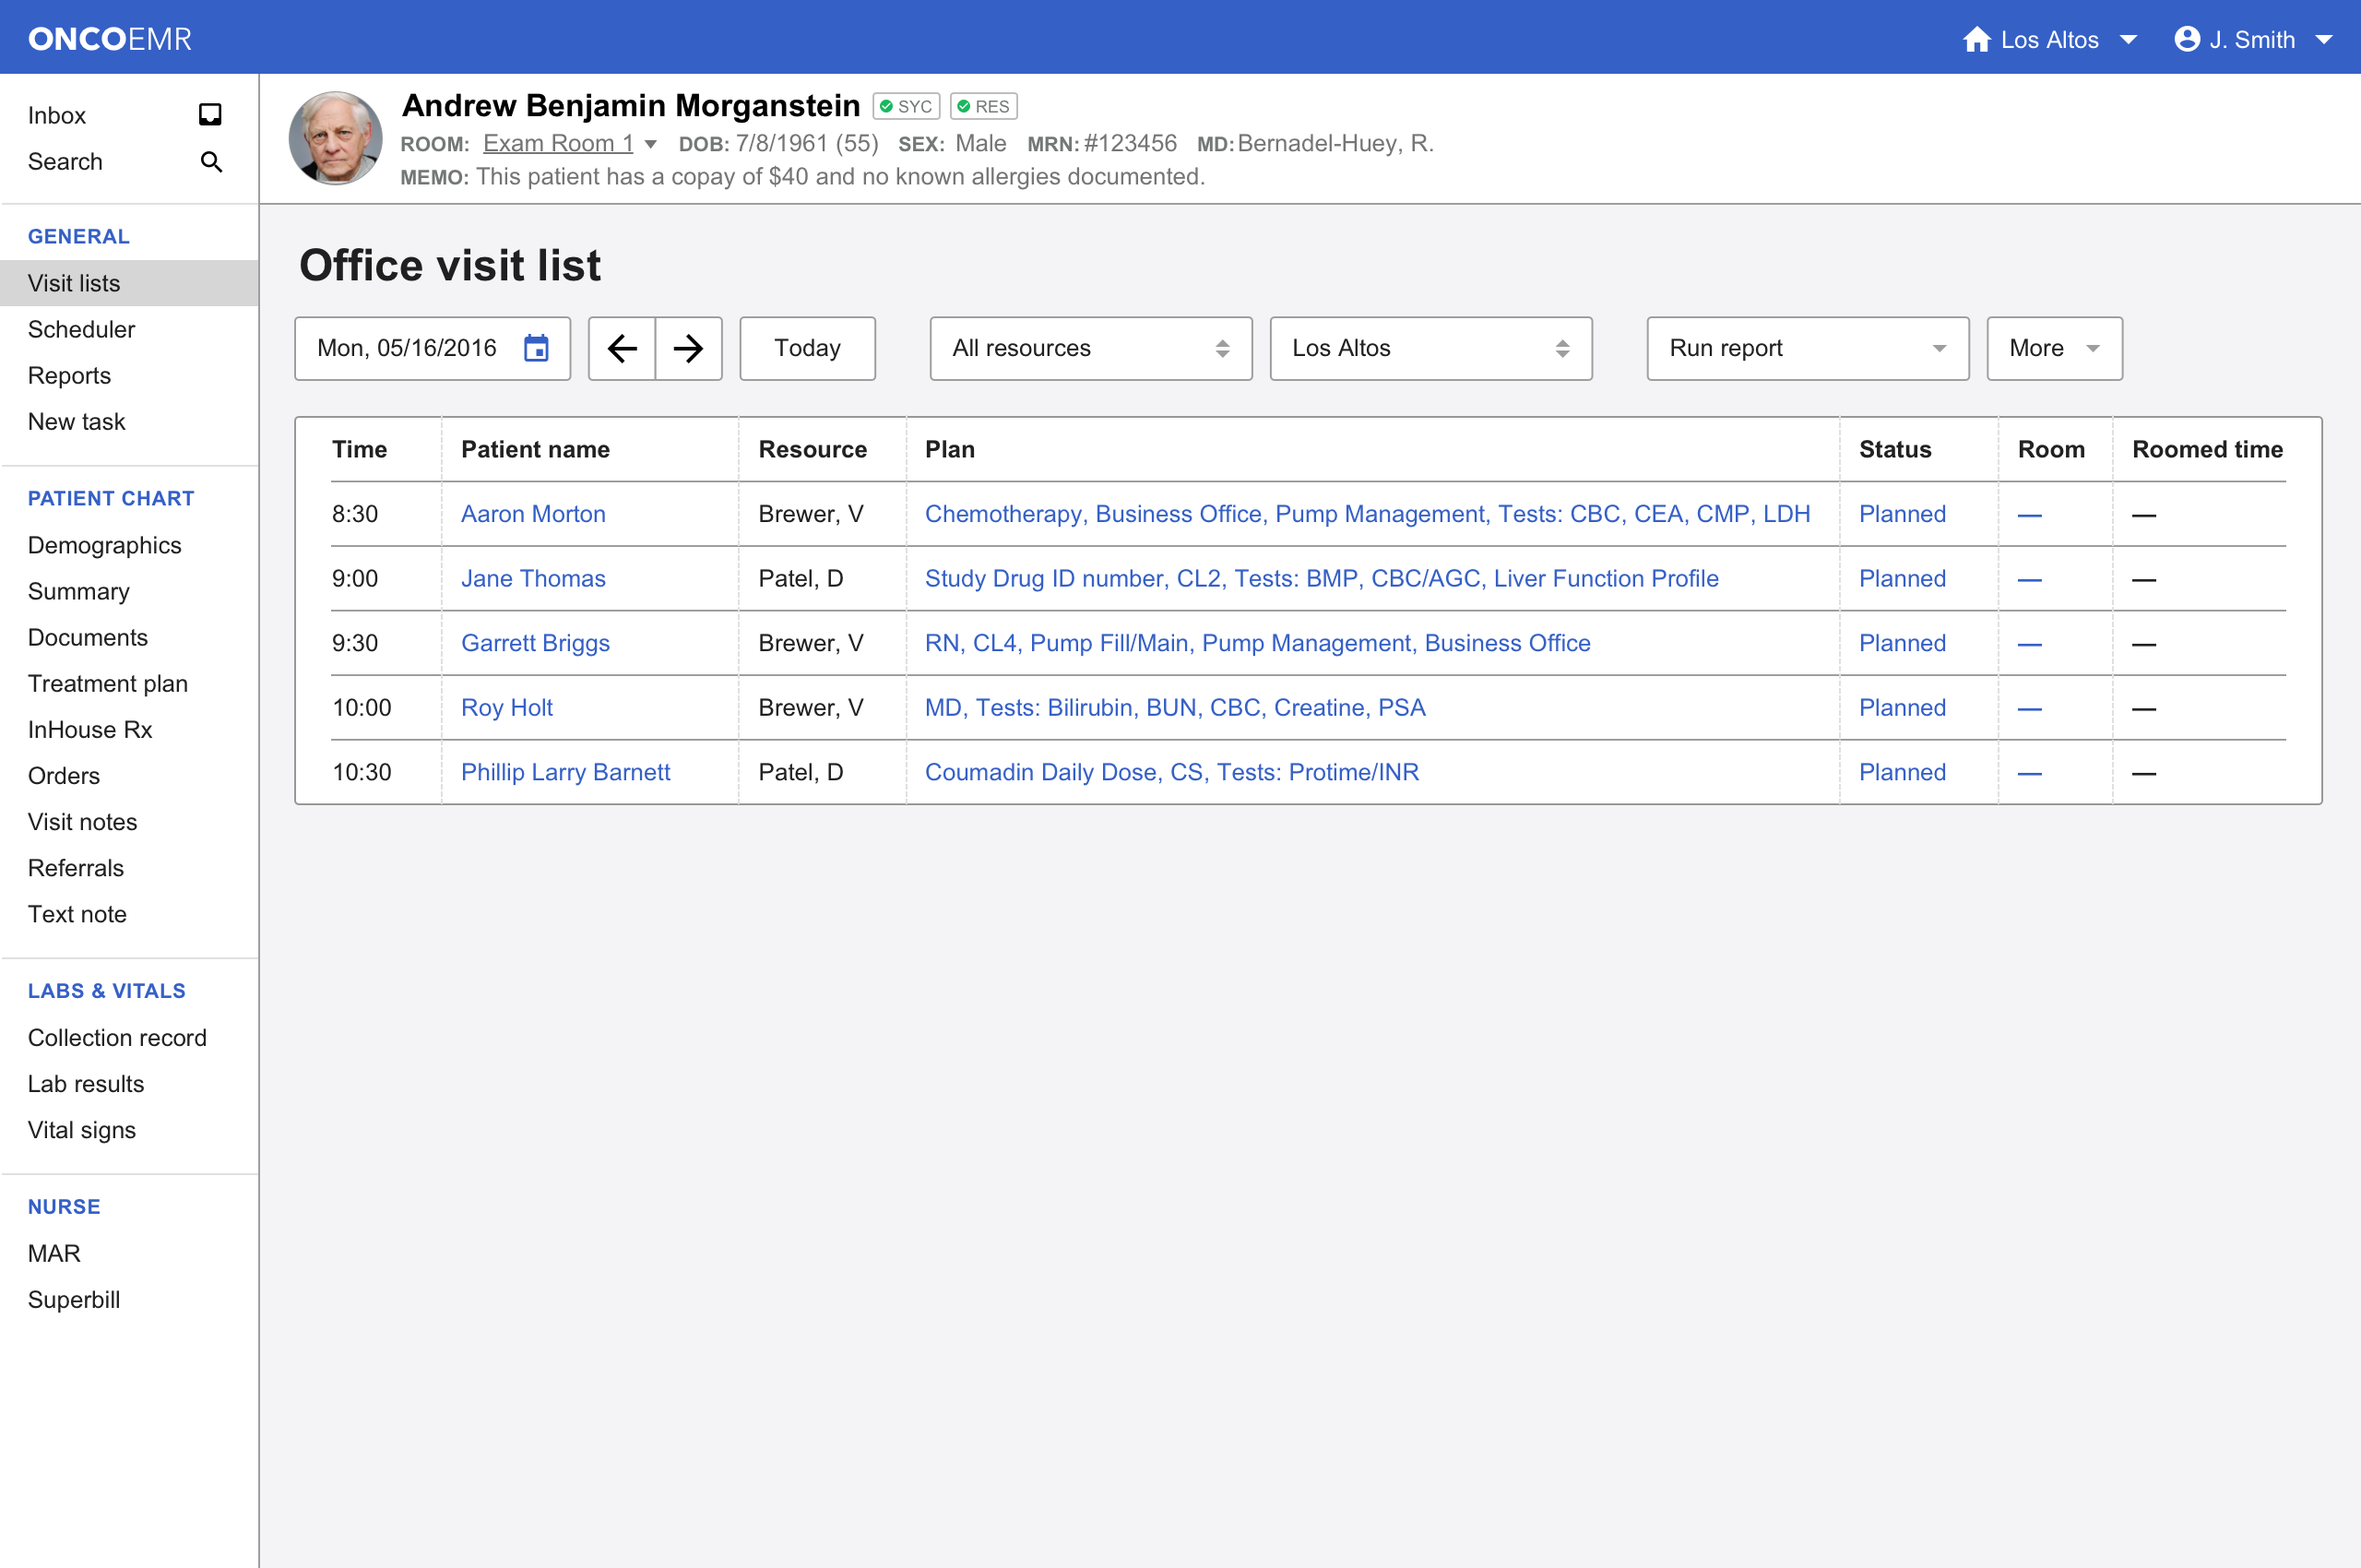 ONCOEMR
Los Altos
J. Smith
Inbox
Search
GENERAL
Visit lists
Scheduler
Reports
New task
PATIENT CHART
Demographics
Summary
Documents
Treatment plan
InHouse Rx
Orders
Visit notes
Referrals
Text note
LABS & VITALS
Collection record
Lab results
Vital signs
NURSE
MAR
Superbill
Andrew Benjamin Morganstein SYC RES
ROOM: Exam Room 1 DOB: 7/8/1961 (55) SEX: Male MRN: #123456 MD: Bernadel-Huey, R.
MEMO: This patient has a copay of $40 and no known allergies documented.
Office visit list
Mon, 05/16/2016 Today All resources Los Altos Run report More
Time Patient name Resource Plan Status Room Roomed time
8:30 Aaron Morton Brewer, V Chemotherapy, Business Office, Pump Management, Tests: CBC, CEA, CMP, LDH Planned — —
9:00 Jane Thomas Patel, D Study Drug ID number, CL2, Tests: BMP, CBC/AGC, Liver Function Profile Planned — —
9:30 Garrett Briggs Brewer, V RN, CL4, Pump Fill/Main, Pump Management, Business Office Planned — —
10:00 Roy Holt Brewer, V MD, Tests: Bilirubin, BUN, CBC, Creatine, PSA Planned — —
10:30 Phillip Larry Barnett Patel, D Coumadin Daily Dose, CS, Tests: Protime/INR Planned — —